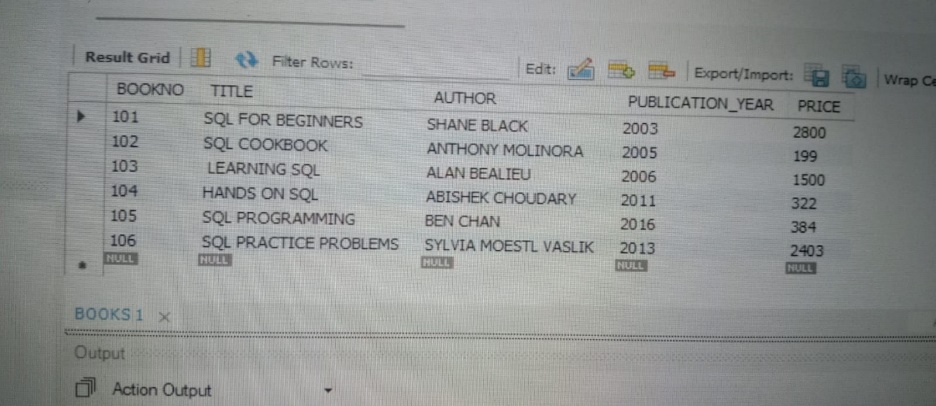 Result Grid Filter Rows: Edit: Export/Import: Wrap Ce
BOOKNO TITLE AUTHOR PUBLICATION_YEAR PRICE
101 SQL FOR BEGINNERS SHANE BLACK 2003 2800
102 SQL COOKBOOK ANTHONY MOLINORA 2005 199
103 LEARNING SQL ALAN BEALIEU 2006 1500
104 HANDS ON SQL ABISHEK CHOUDARY 2011 322
105 SQL PROGRAMMING BEN CHAN 2016 384
106 SQL PRACTICE PROBLEMS SYLVIA MOESTL VASLIK 2013 2403
NULL NULL NULL NULL NULL
BOOKS 1
Output
Action Output